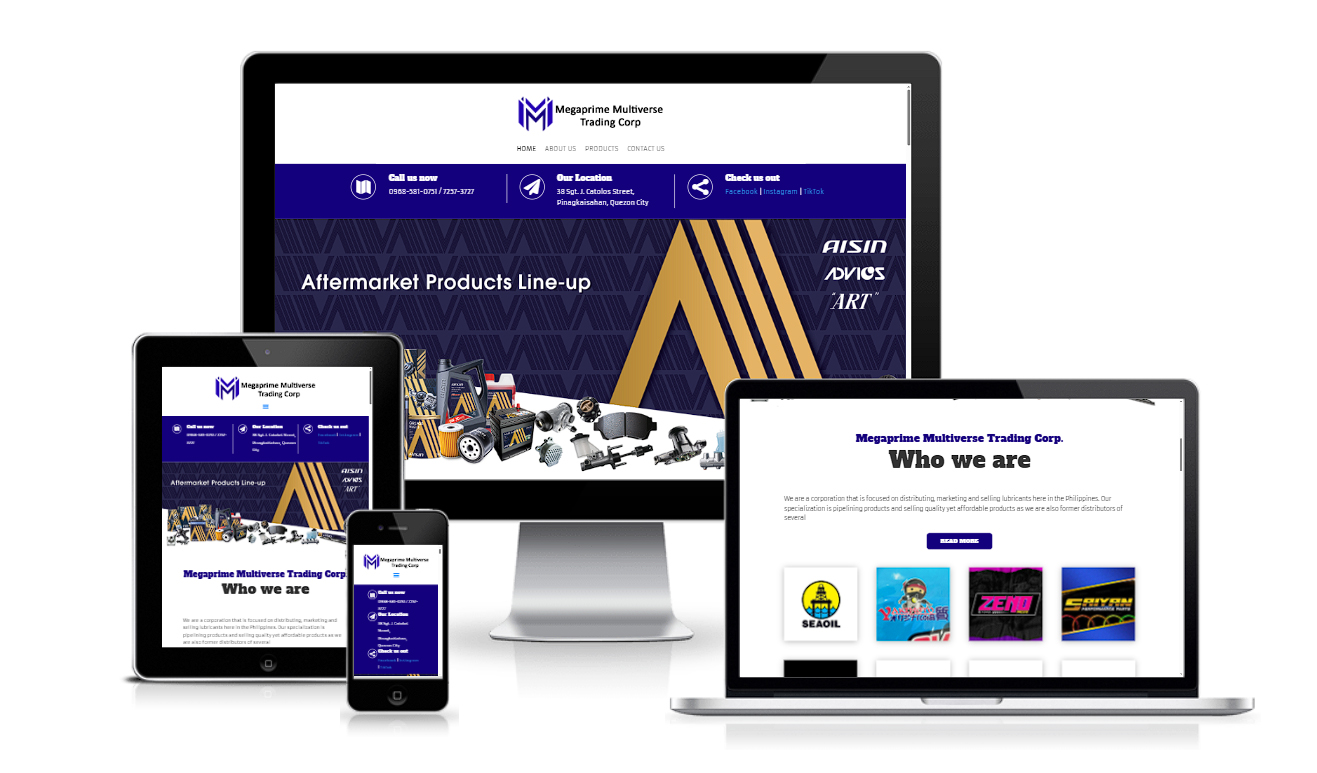 Megaprime Multiverse
Trading Corp
HOME ABOUT US PRODUCTS CONTACT US
Call us now
0968-581-0751 / 7257-3727
Our Location
38 Sgt. J. Catolos Street,
Pinagkaisahan, Quezon City
Check us out
Facebook | Instagram | TikTok
Aftermarket Products Line-up
AISIN
ADVICS
"ART"
Megaprime Multiverse
Trading Corp
Call us now
0968-581-0751 / 7257-
3727
Our Location
38 Sgt. J. Catolos Street,
Pinagkaisahan, Quezon
City
Check us out
Facebook | Instagram |
TikTok
Aftermarket Products Line-up
AISIN
ADVICS
"ART"
Megaprime Multiverse Trading Corp.
Who we are
We are a corporation that is focused on distributing, marketing and
selling lubricants here in the Philippines. Our specialization is
pipelining products and selling quality yet affordable products as we
are also former distributors of several
Megaprime Multiverse
Trading Corp
Call us now
0968-581-0751 / 7257-
3727
Our Location
38 Sgt. J. Catolos
Street,
Pinagkaisahan,
Quezon City
Check us out
Facebook | Instagram
| TikTok
Megaprime Multiverse Trading Corp.
Who we are
We are a corporation that is focused on distributing, marketing and selling lubricants here in the Philippines. Our
specialization is pipelining products and selling quality yet affordable products as we are also former distributors of
several
READ MORE
SEAOIL
ZENO
SAIYAN